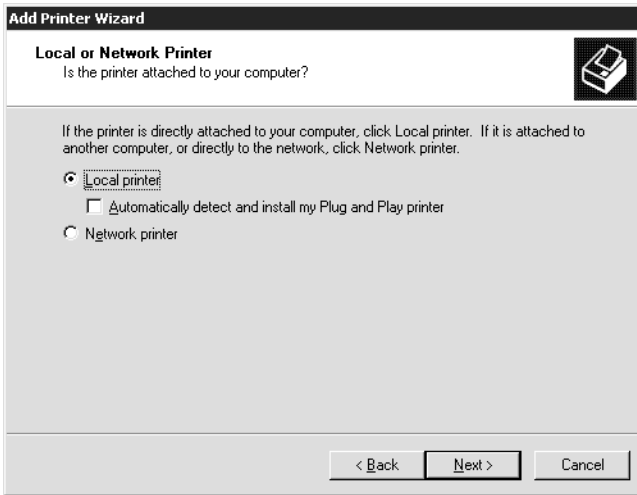 Add Printer Wizard
Local or Network Printer
Is the printer attached to your computer?
If the printer is directly attached to your computer, click Local printer. If it is attached to
another computer, or directly to the network, click Network printer.
Local printer
Automatically detect and install my Plug and Play printer
Network printer
< Back Next > Cancel